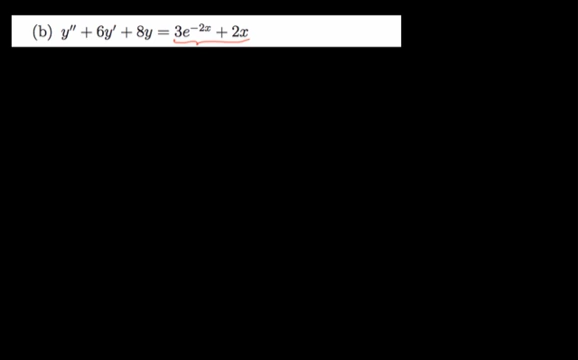 (b) y″ + 6y′ + 8y = 3e⁻²ˣ + 2x